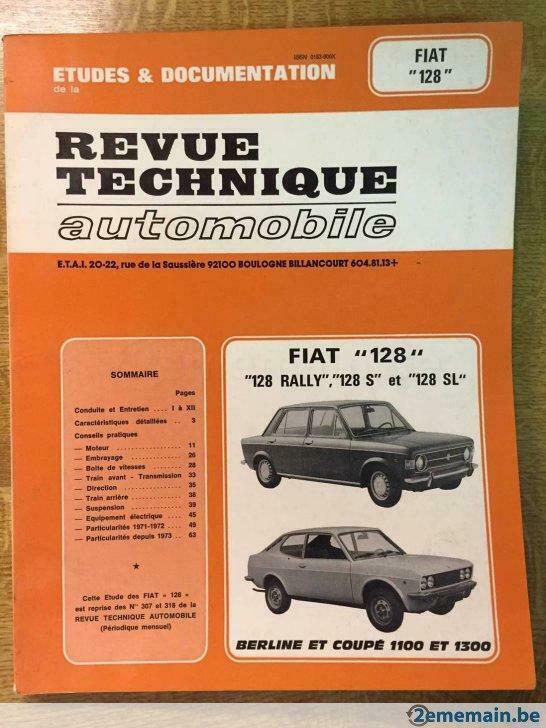 ISSN 0153-906X
ETUDES & DOCUMENTATION
de la
FIAT
"128"
REVUE
TECHNIQUE
automobile
E.T.A.I. 20-22, rue de la Saussière 92100 BOULOGNE BILLANCOURT 604.81.13+
SOMMAIRE
Pages
Conduite et Entretien .... I à XII
Caractéristiques détaillées .. 3
Conseils pratiques
— Moteur .................. 11
— Embrayage ............. 26
— Boîte de vitesses ........ 28
— Train avant - Transmission 33
— Direction ............... 35
— Train arrière ............ 38
— Suspension .............. 39
— Equipement électrique .... 45
— Particularités 1971-1972 .. 49
— Particularités depuis 1973 .. 63
★
Cette Etude des FIAT « 128 »
est reprise des N° 307 et 318 de la
REVUE TECHNIQUE AUTOMOBILE
(Périodique mensuel)
FIAT "128"
"128 RALLY", "128 S" et "128 SL"
BERLINE ET COUPÉ 1100 ET 1300
2ememain.be